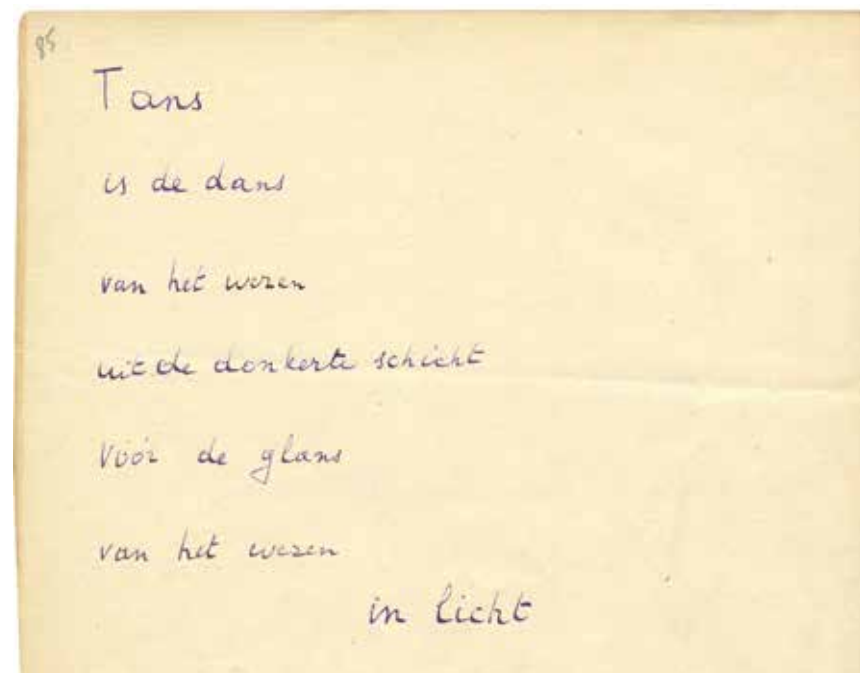 85
Tans
is de dans
van het wezen
uit de donkerte schicht
vóór de glans
van het wezen
in licht